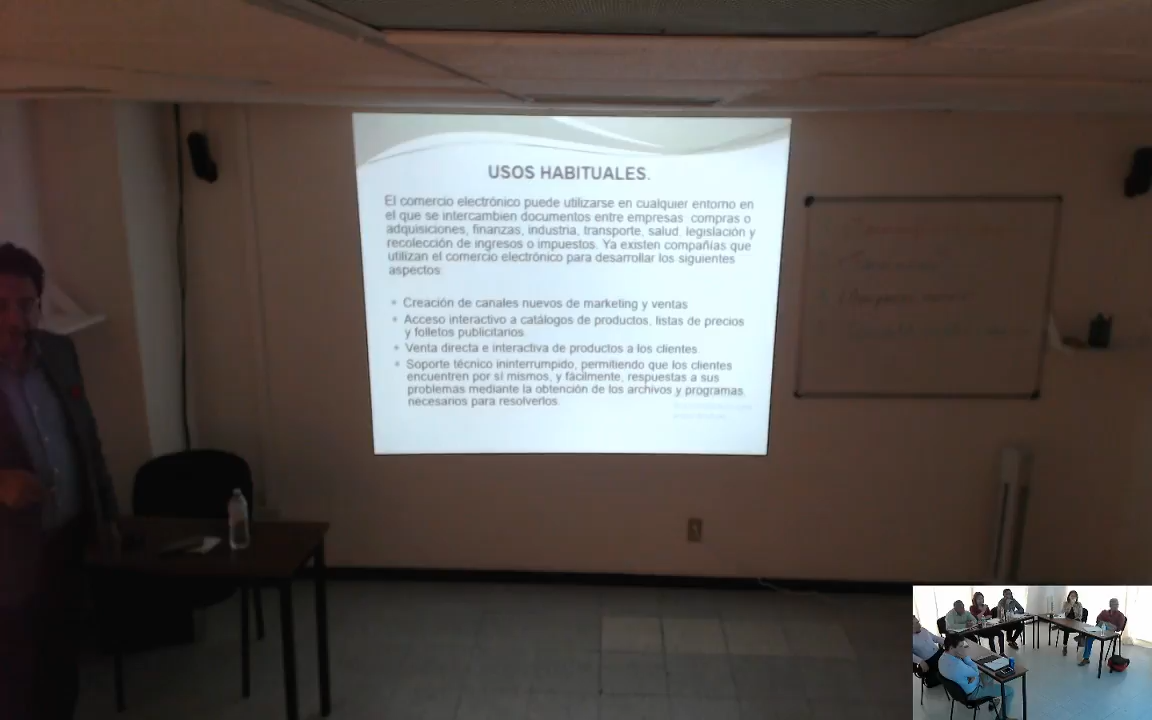 USOS HABITUALES.
El comercio electrónico puede utilizarse en cualquier entorno en
el que se intercambien documentos entre empresas compras o
adquisiciones, finanzas, industria, transporte, salud, legislación y
recolección de ingresos o impuestos. Ya existen compañías que
utilizan el comercio electrónico para desarrollar los siguientes
aspectos:
Creación de canales nuevos de marketing y ventas
Acceso interactivo a catálogos de productos, listas de precios
y folletos publicitarios.
Venta directa e interactiva de productos a los clientes.
Soporte técnico ininterrumpido, permitiendo que los clientes
encuentren por sí mismos, y fácilmente, respuestas a sus
problemas mediante la obtención de los archivos y programas
necesarios para resolverlos.